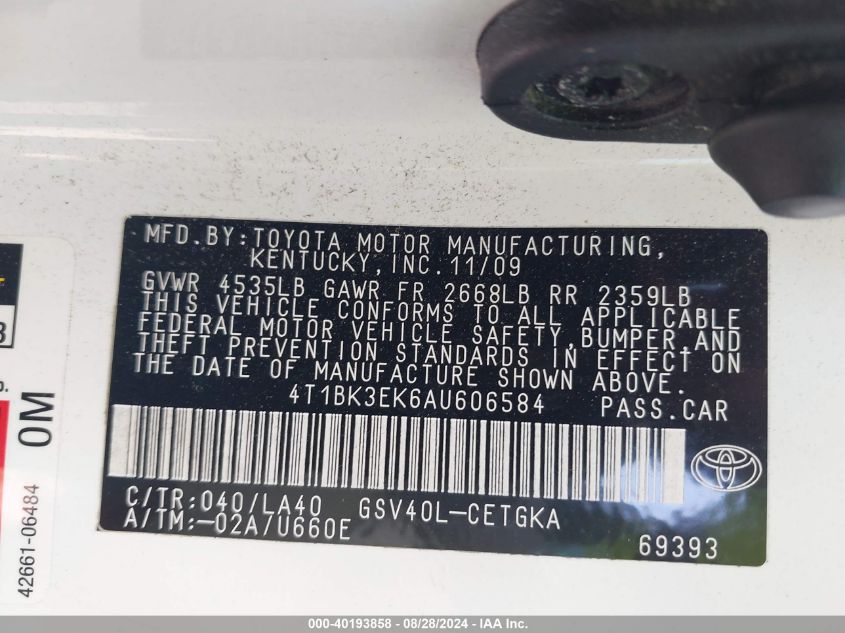 MFD.BY:TOYOTA MOTOR MANUFACTURING,
KENTUCKY,INC.11/09
GVWR 4535LB GAWR FR 2668LB RR 2359LB
THIS VEHICLE CONFORMS TO ALL APPLICABLE
FEDERAL MOTOR VEHICLE SAFETY,BUMPER,AND
THEFT PREVENTION STANDARDS IN EFFECT ON
THE DATE OF MANUFACTURE SHOWN ABOVE.
4T1BK3EK6AU606584 PASS.CAR
C/TR:040/LA40 GSV40L-CETGKA
A/TM:-02A/U660E
69393
0M
42661-06484
000-40193858 - 08/28/2024 - IAA Inc.